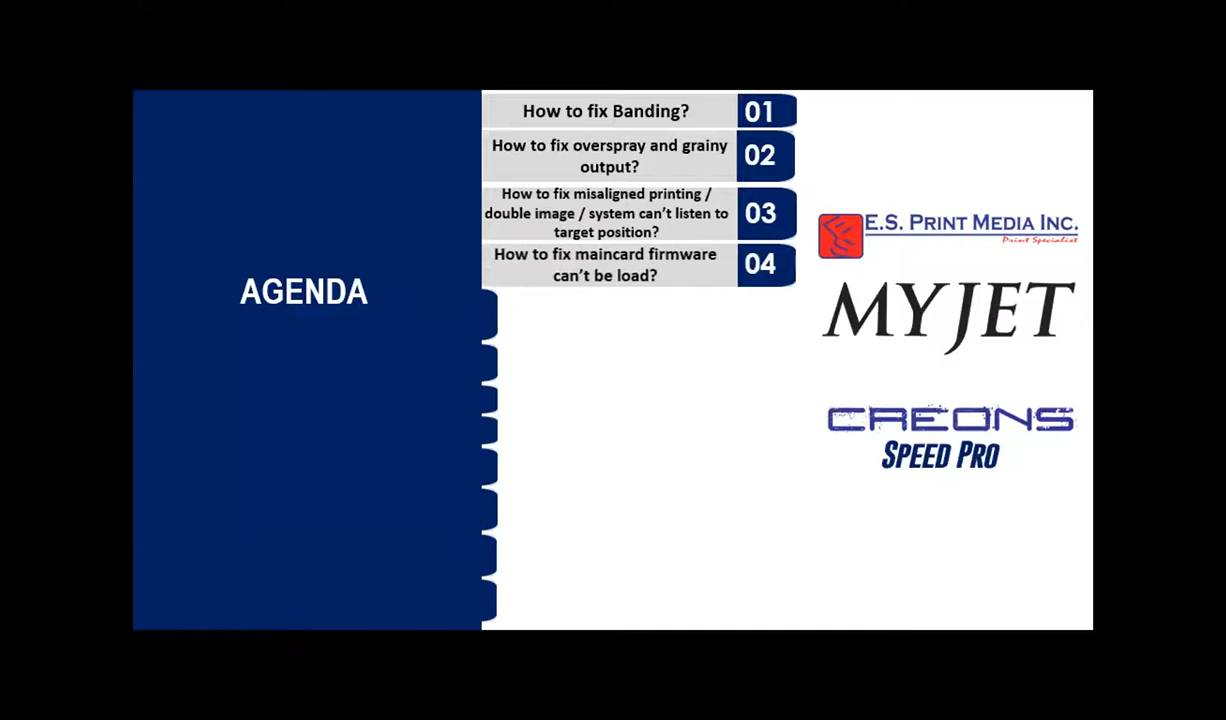 AGENDA
How to fix Banding?
01
How to fix overspray and grainy
output?
02
How to fix misaligned printing /
double image / system can't listen to
target position?
03
How to fix maincard firmware
can't be load?
04
E.S. PRINT MEDIA INC.
Print Specialist
MYJET
CREONS
SPEED PRO